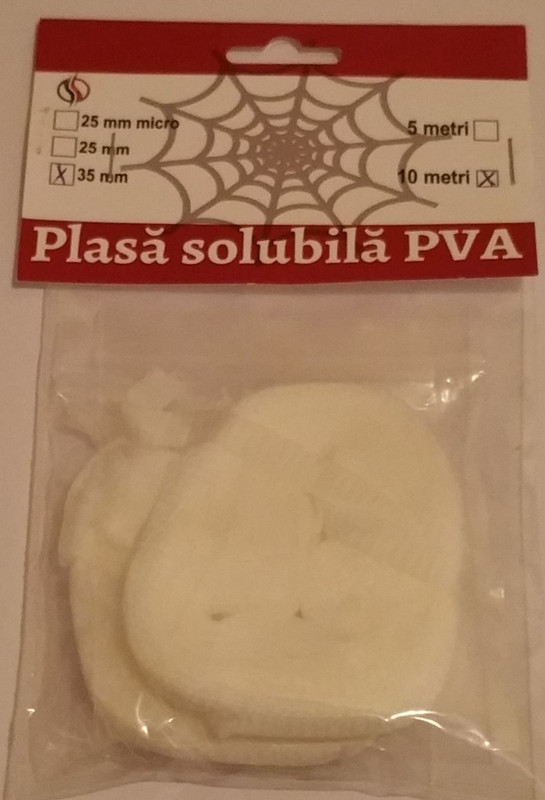 25 mm micro
25 mm
X 35 mm
5 metri
10 metri X
Plasă solubilă PVA